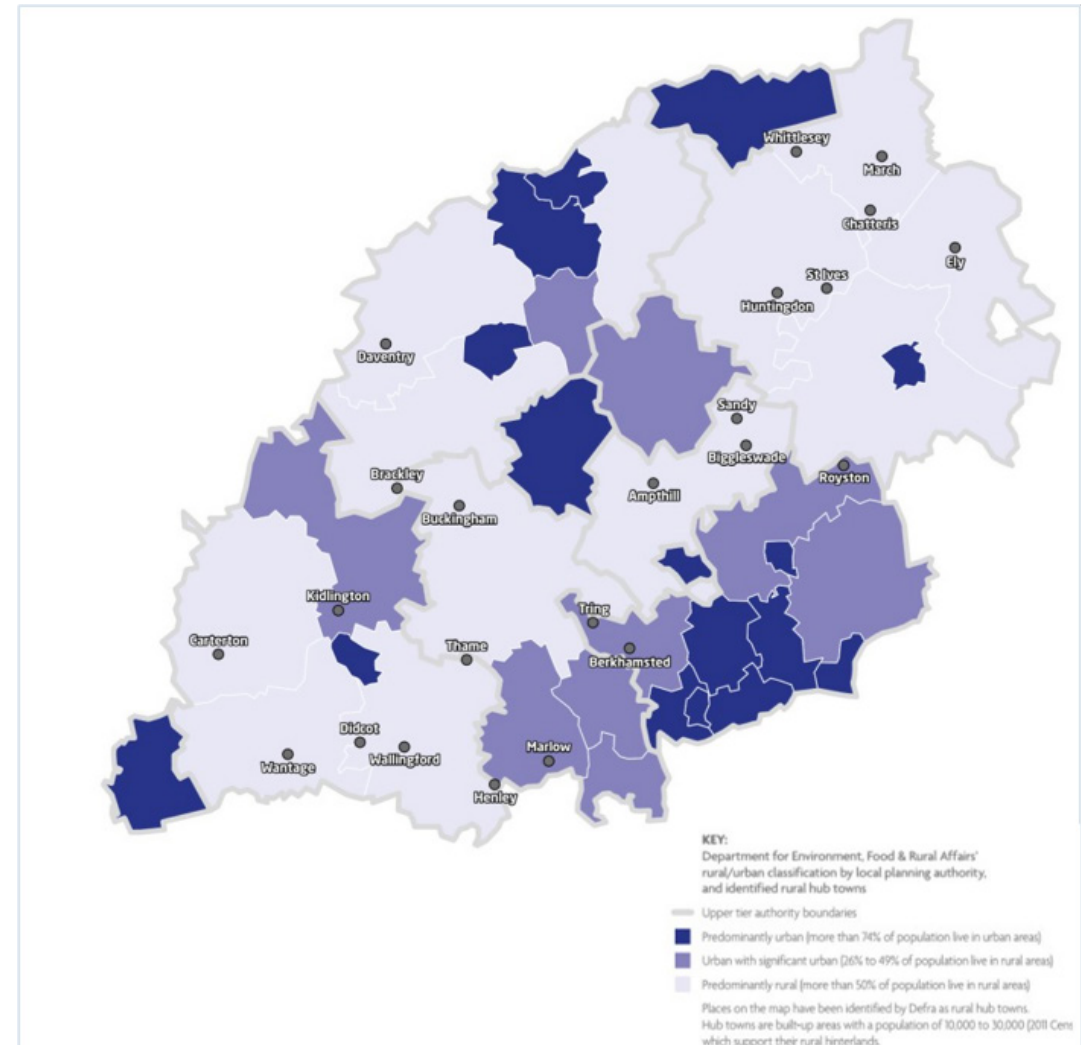 Whittlesey
March
Chatteris
Ely
St Ives
Huntingdon
Daventry
Sandy
Biggleswade
Royston
Brackley
Ampthill
Buckingham
Kidlington
Tring
Carterton
Thame
Berkhamsted
Didcot
Wallingford
Marlow
Wantage
Henley
KEY:
Department for Environment, Food & Rural Affairs'
rural/urban classification by local planning authority,
and identified rural hub towns
Upper tier authority boundaries
Predominantly urban (more than 74% of population live in urban areas)
Urban with significant urban (26% to 49% of population live in rural areas)
Predominantly rural (more than 50% of population live in rural areas)
Places on the map have been identified by Defra as rural hub towns.
Hub towns are built-up areas with a population of 10,000 to 30,000 (2011 Cens
which support their rural hinterlands.